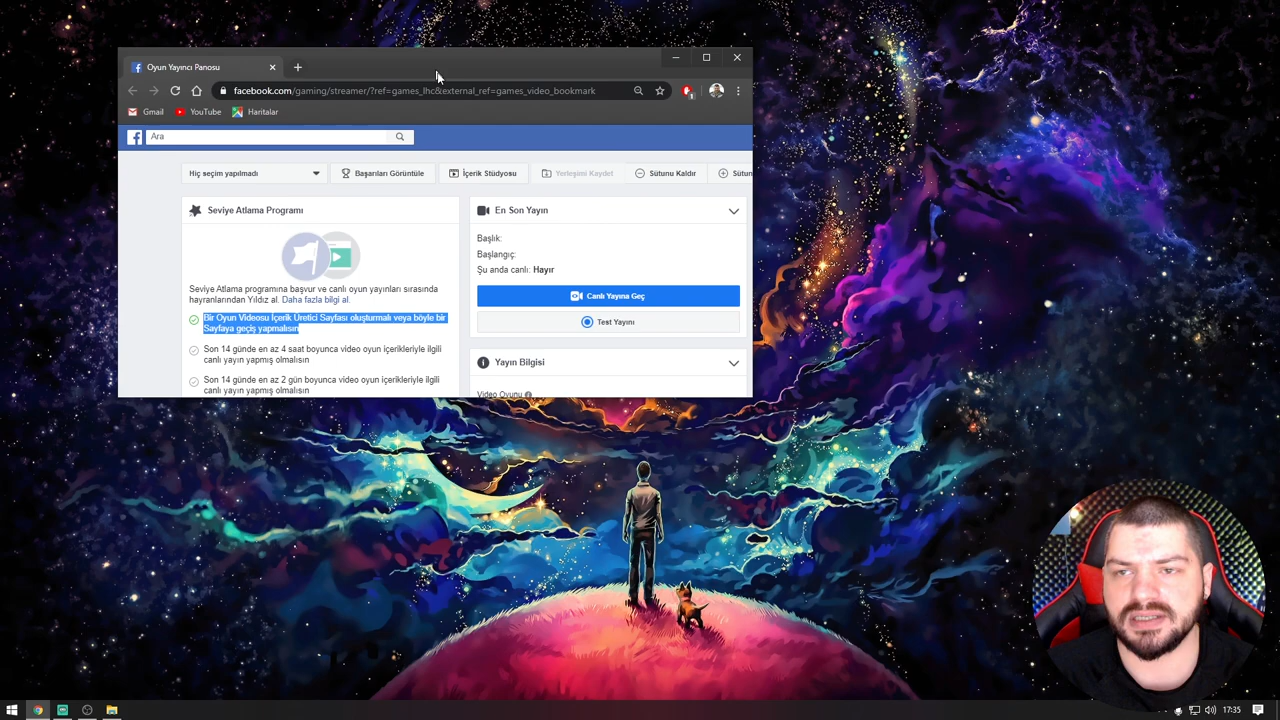 Oyun Yayıncı Panosu
facebook.com/gaming/streamer/?ref=games_lhc&external_ref=games_video_bookmark
1
Gmail YouTube Haritalar
Ara
Hiç seçim yapılmadı Başarıları Görüntüle İçerik Stüdyosu Yerleşimi Kaydet Sütunu Kaldır Sütun
Seviye Atlama Programı
Seviye Atlama programına başvur ve canlı oyun yayınları sırasında
hayranlarından Yıldız al. Daha fazla bilgi al.
Bir Oyun Videosu İçerik Üretici Sayfası oluşturmalı veya böyle bir
Sayfaya geçiş yapmalısın
Son 14 günde en az 4 saat boyunca video oyun içerikleriyle ilgili
canlı yayın yapmış olmalısın
Son 14 günde en az 2 gün boyunca video oyun içerikleriyle ilgili
canlı yayın yapmış olmalısın
En Son Yayın
Başlık:
Başlangıç:
Şu anda canlı: Hayır
Canlı Yayına Geç
Test Yayını
Yayın Bilgisi
Video Oyunu
17:35